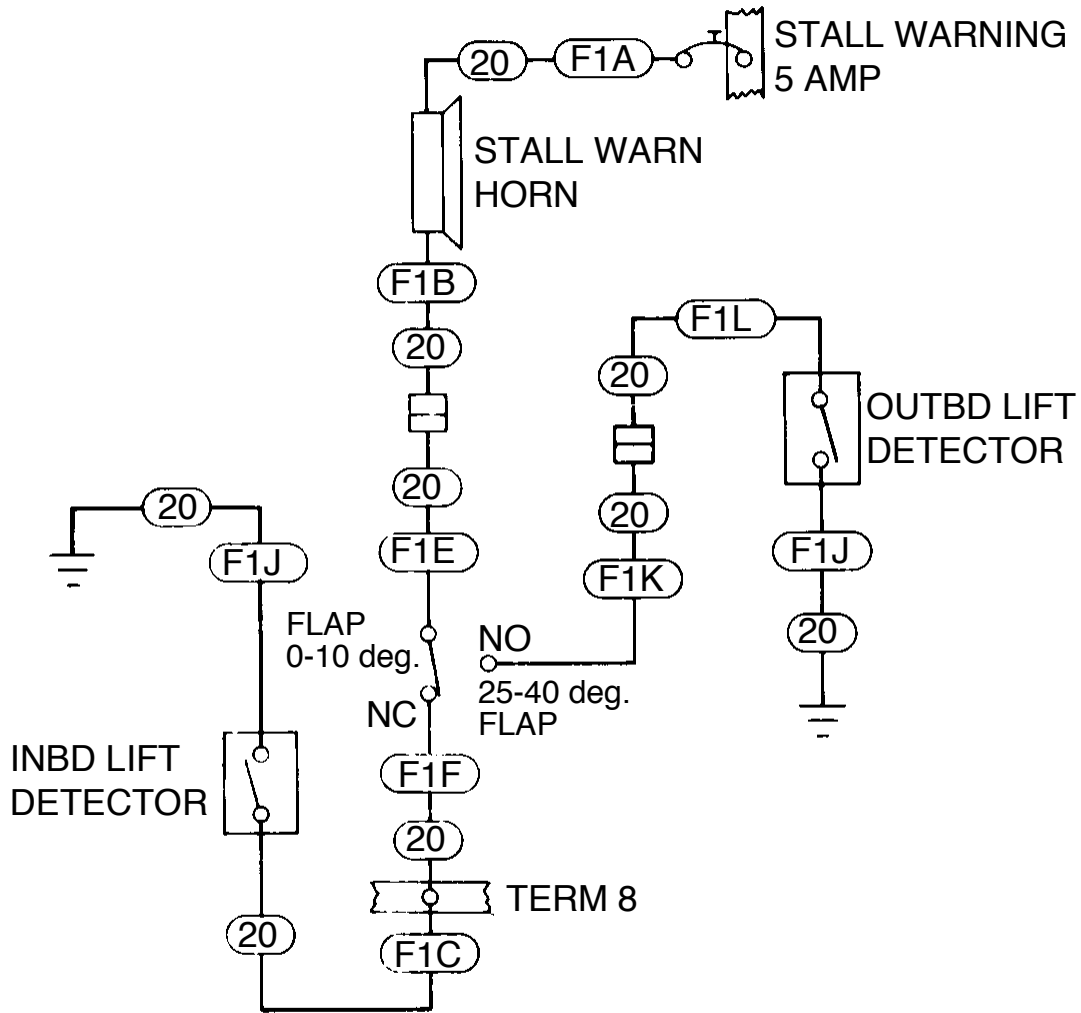 STALL WARNING
5 AMP
20
F1A
STALL WARN
HORN
F1B
20
F1L
20
OUTBD LIFT
DETECTOR
20
20
20
F1J
F1E
F1K
F1J
20
FLAP
0-10 deg.
NO
25-40 deg.
FLAP
NC
INBD LIFT
DETECTOR
F1F
20
TERM 8
20
F1C